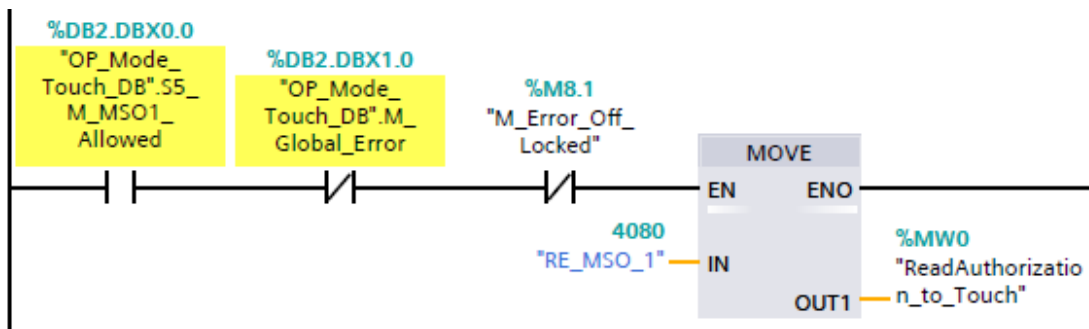 %DB2.DBX0.0
"OP_Mode_
Touch_DB".S5_
M_MSO1_
Allowed
%DB2.DBX1.0
"OP_Mode_
Touch_DB".M_
Global_Error
%M8.1
"M_Error_Off_
Locked"
MOVE
EN
ENO
4080
"RE_MSO_1"
IN
%MW0
"ReadAuthorizatio
n_to_Touch"
OUT1